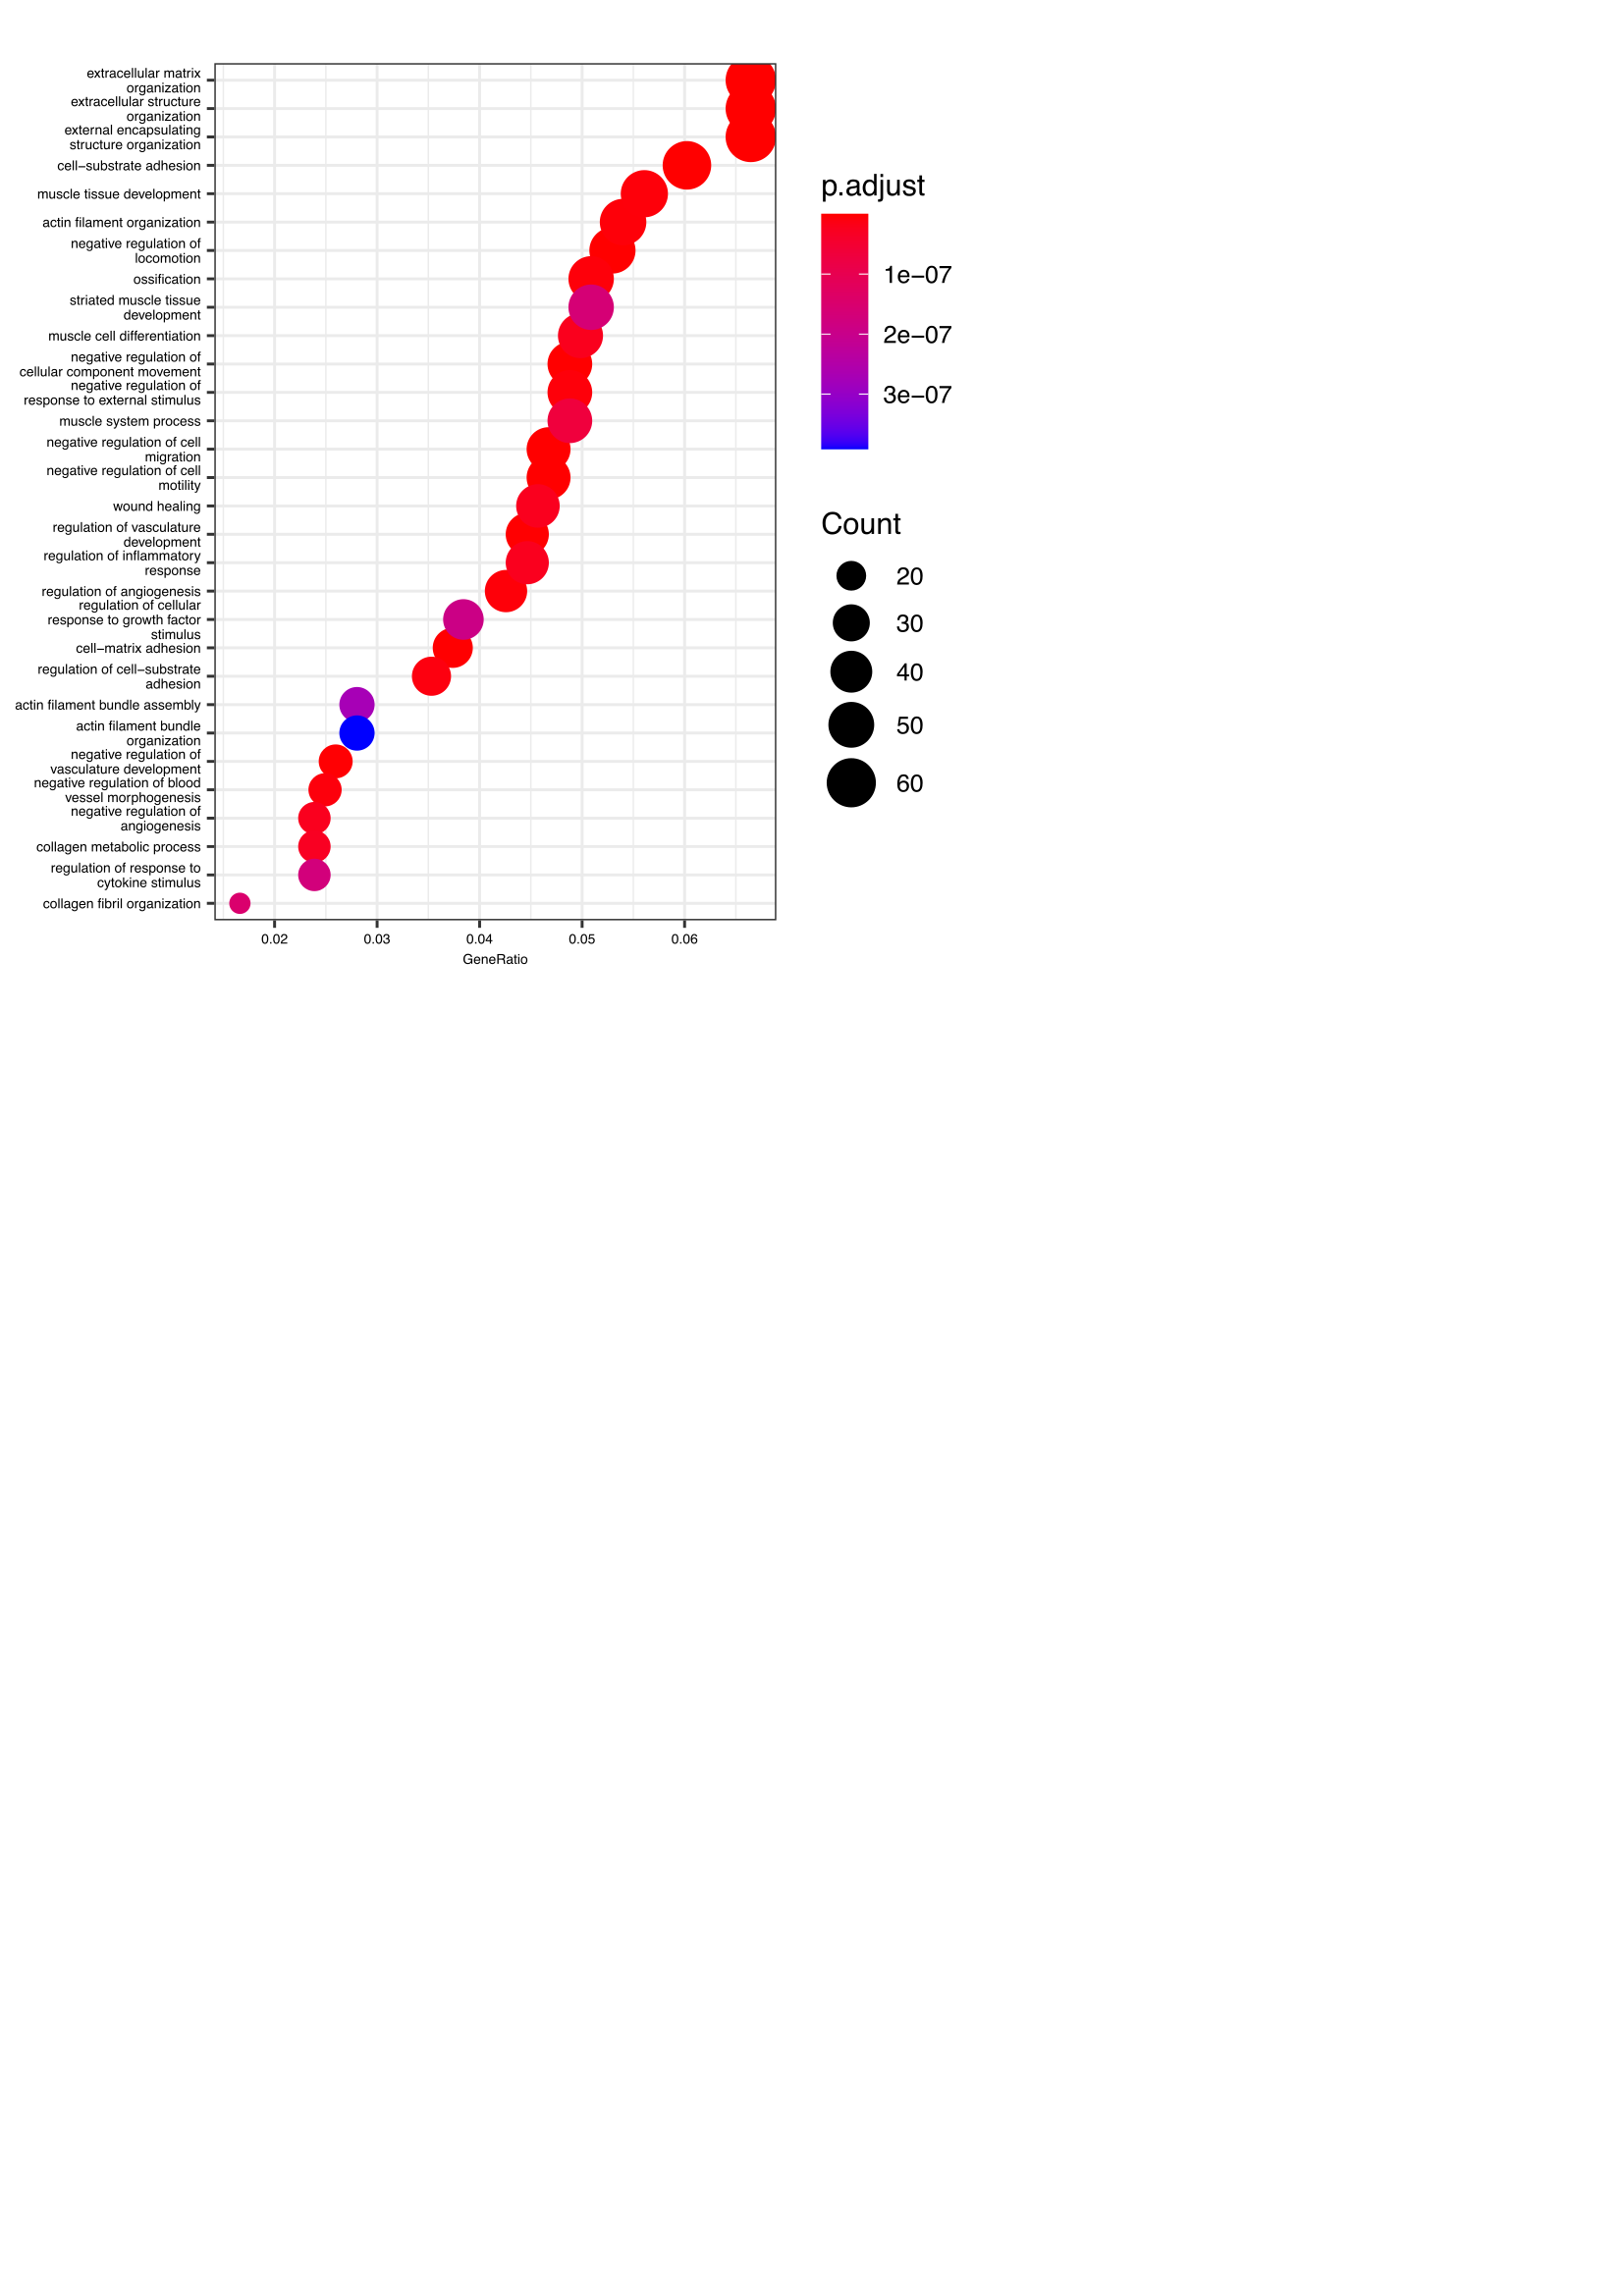 extracellular matrix
organization
extracellular structure
organization
external encapsulating
structure organization
cell−substrate adhesion
muscle tissue development
actin filament organization
negative regulation of
locomotion
ossification
striated muscle tissue
development
muscle cell differentiation
negative regulation of
cellular component movement
negative regulation of
response to external stimulus
muscle system process
negative regulation of cell
migration
negative regulation of cell
motility
wound healing
regulation of vasculature
development
regulation of inflammatory
response
regulation of angiogenesis
regulation of cellular
response to growth factor
stimulus
cell−matrix adhesion
regulation of cell−substrate
adhesion
actin filament bundle assembly
actin filament bundle
organization
negative regulation of
vasculature development
negative regulation of blood
vessel morphogenesis
negative regulation of
angiogenesis
collagen metabolic process
regulation of response to
cytokine stimulus
collagen fibril organization
0.02 0.03 0.04 0.05 0.06
GeneRatio
p.adjust
1e−07
2e−07
3e−07
Count
20
30
40
50
60